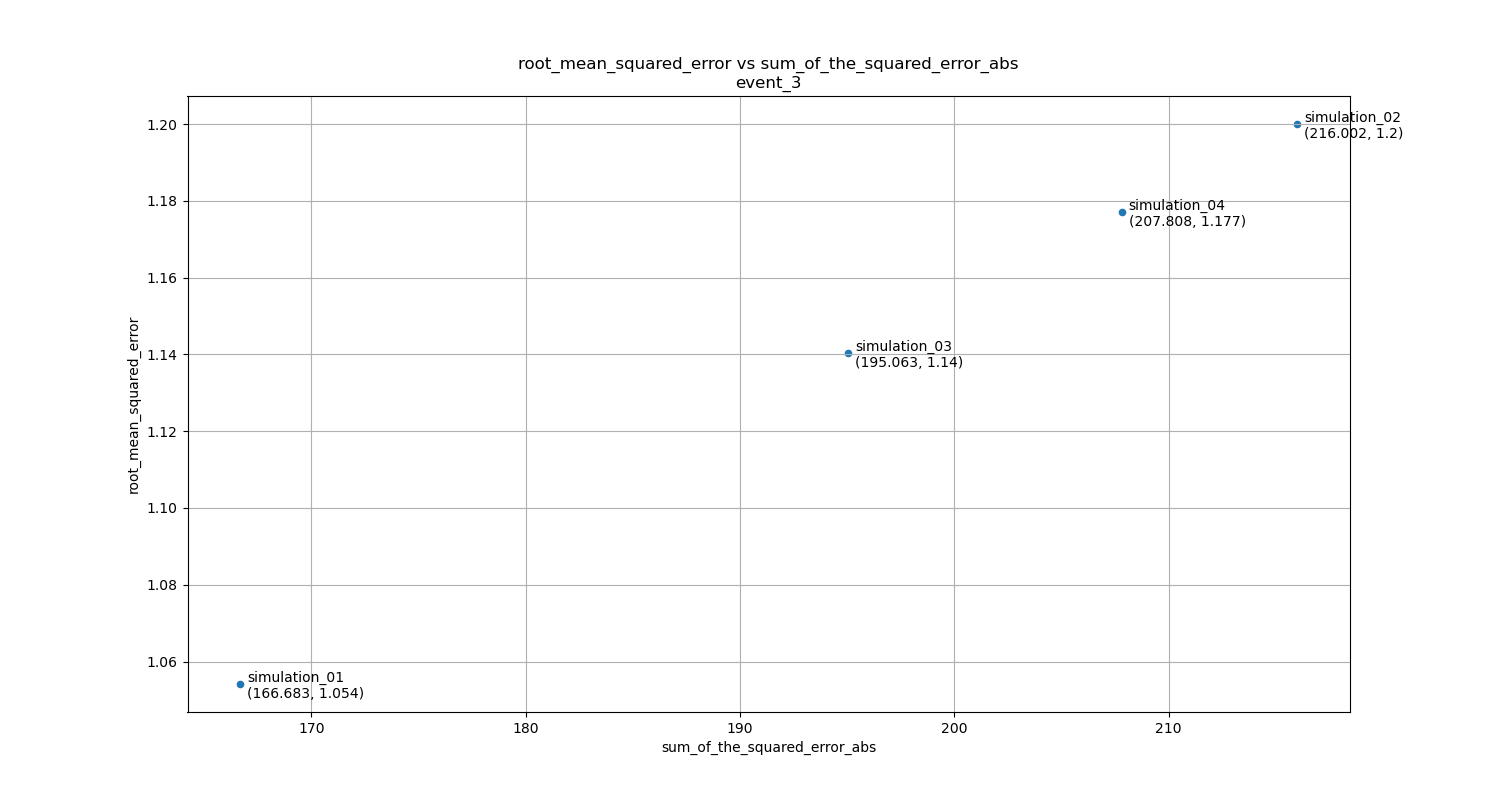 root_mean_squared_error vs sum_of_the_squared_error_abs
event_3
1.20
1.18
1.16
1.14
1.12
1.10
1.08
1.06
root_mean_squared_error
simulation_02
(216.002, 1.2)
simulation_04
(207.808, 1.177)
simulation_03
(195.063, 1.14)
simulation_01
(166.683, 1.054)
170
180
190
200
210
sum_of_the_squared_error_abs